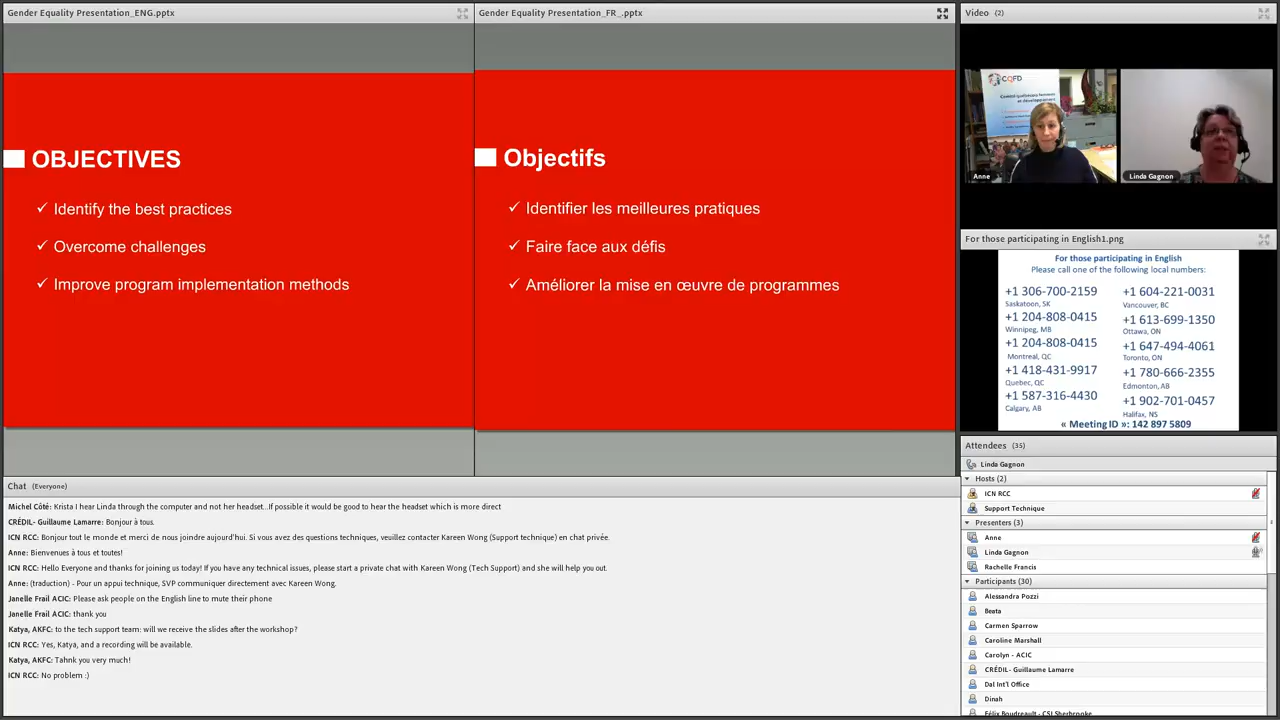 Gender Equality Presentation_ENG.pptx
OBJECTIVES
✓ Identify the best practices
✓ Overcome challenges
✓ Improve program implementation methods
Gender Equality Presentation_FR_.pptx
Objectifs
✓ Identifier les meilleures pratiques
✓ Faire face aux défis
✓ Améliorer la mise en œuvre de programmes
Video (2)
CQFD
Comité québécois femmes
et développement
Anne
Linda Gagnon
For those participating in English1.png
For those participating in English
Please call one of the following local numbers:
+1 306-700-2159
Saskatoon, SK
+1 204-808-0415
Winnipeg, MB
+1 204-808-0415
Montreal, QC
+1 418-431-9917
Quebec, QC
+1 587-316-4430
Calgary, AB
+1 604-221-0031
Vancouver, BC
+1 613-699-1350
Ottawa, ON
+1 647-494-4061
Toronto, ON
+1 780-666-2355
Edmonton, AB
+1 902-701-0457
Halifax, NS
« Meeting ID »: 142 897 5809
Attendees (35)
Linda Gagnon
Hosts (2)
ICN RCC
Support Technique
Presenters (3)
Anne
Linda Gagnon
Rachelle Francis
Participants (30)
Alessandra Pozzi
Beata
Carmen Sparrow
Caroline Marshall
Carolyn - ACIC
CRÉDIL- Guillaume Lamarre
Dal Int'l Office
Dinah
Félix Boudreault - CSI Sherbrooke
Chat (Everyone)
Michel Côté: Krista I hear Linda through the computer and not her headset...If possible it would be good to hear the headset which is more direct
CRÉDIL- Guillaume Lamarre: Bonjour à tous.
ICN RCC: Bonjour tout le monde et merci de nous joindre aujourd'hui. Si vous avez des questions techniques, veuillez contacter Kareen Wong (Support technique) en chat privée.
Anne: Bienvenues à tous et toutes!
ICN RCC: Hello Everyone and thanks for joining us today! If you have any technical issues, please start a private chat with Kareen Wong (Tech Support) and she will help you out.
Anne: (traduction) - Pour un appui technique, SVP communiquer directement avec Kareen Wong.
Janelle Frail ACIC: Please ask people on the English line to mute their phone
Janelle Frail ACIC: thank you
Katya, AKFC: to the tech support team: will we receive the slides after the workshop?
ICN RCC: Yes, Katya, and a recording will be available.
Katya, AKFC: Tahnk you very much!
ICN RCC: No problem :)